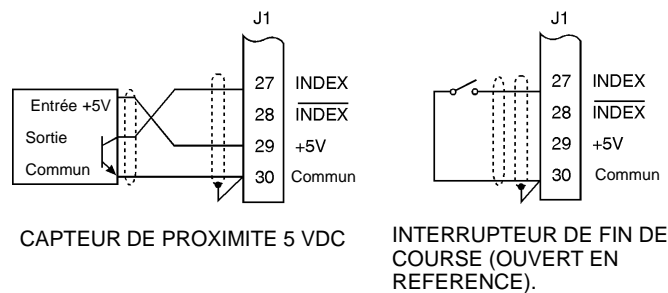 J1
27 INDEX
28 INDEX
29 +5V
30 Commun
Entrée +5V
Sortie
Commun
CAPTEUR DE PROXIMITE 5 VDC
J1
27 INDEX
28 INDEX
29 +5V
30 Commun
INTERRUPTEUR DE FIN DE
COURSE (OUVERT EN
REFERENCE).